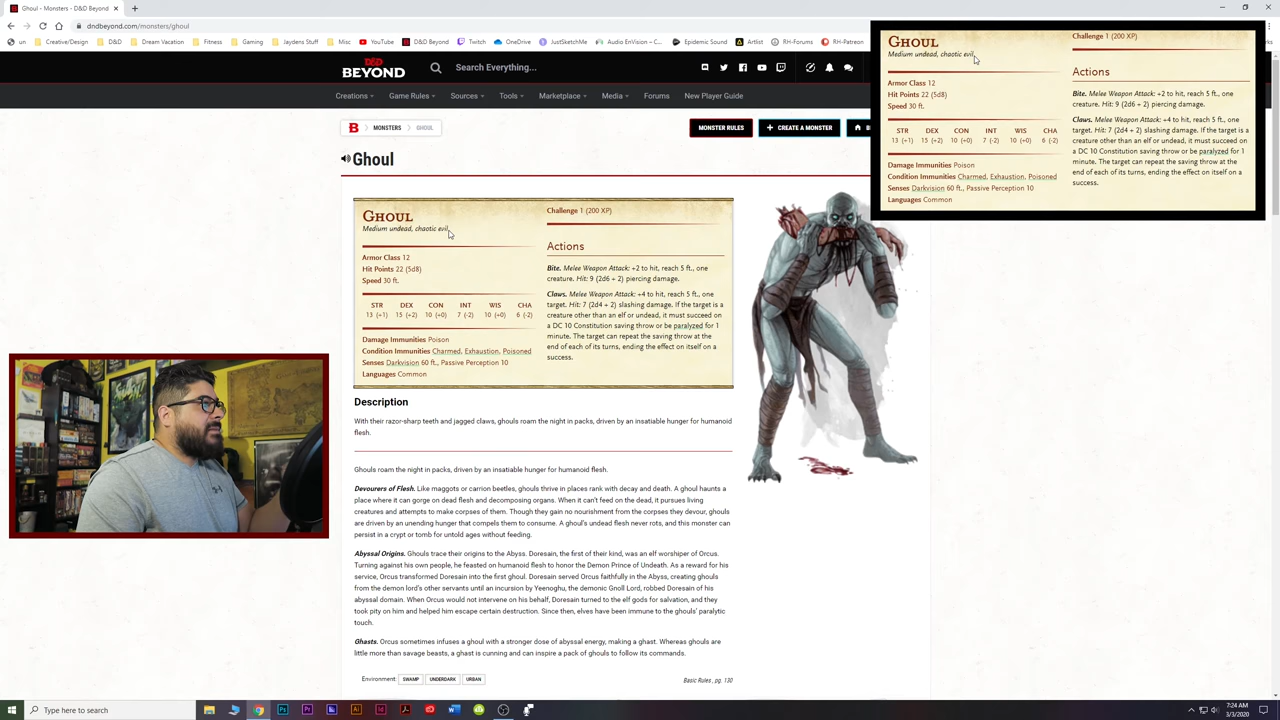 Ghoul - Monsters - D&D Beyond
dndbeyond.com/monsters/ghoul
un Creative/Design D&D Dream Vacation Fitness Gaming Jaydens Stuff Misc YouTube D&D Beyond Twitch OneDrive JustSketchMe Audio EnVision – C... Epidemic Sound Artlist RH-Forums RH-Patreon
D&D BEYOND
Search Everything...
Creations Game Rules Sources Tools Marketplace Media Forums New Player Guide
MONSTERS GHOUL
MONSTER RULES
CREATE A MONSTER
Ghoul
GHOUL
Medium undead, chaotic evil
Armor Class 12
Hit Points 22 (5d8)
Speed 30 ft.
STR DEX CON INT WIS CHA
13 (+1) 15 (+2) 10 (+0) 7 (-2) 10 (+0) 6 (-2)
Damage Immunities Poison
Condition Immunities Charmed, Exhaustion, Poisoned
Senses Darkvision 60 ft., Passive Perception 10
Languages Common
Challenge 1 (200 XP)
Actions
Bite. Melee Weapon Attack: +2 to hit, reach 5 ft., one
creature. Hit: 9 (2d6 + 2) piercing damage.
Claws. Melee Weapon Attack: +4 to hit, reach 5 ft., one
target. Hit: 7 (2d4 + 2) slashing damage. If the target is a
creature other than an elf or undead, it must succeed on
a DC 10 Constitution saving throw or be paralyzed for 1
minute. The target can repeat the saving throw at the
end of each of its turns, ending the effect on itself on a
success.
Description
With their razor-sharp teeth and jagged claws, ghouls roam the night in packs, driven by an insatiable hunger for humanoid
flesh.
Ghouls roam the night in packs, driven by an insatiable hunger for humanoid flesh.
Devourers of Flesh. Like maggots or carrion beetles, ghouls thrive in places rank with decay and death. A ghoul haunts a
place where it can gorge on dead flesh and decomposing organs. When it can't feed on the dead, it pursues living
creatures and attempts to make corpses of them. Though they gain no nourishment from the corpses they devour, ghouls
are driven by an unending hunger that compels them to consume. A ghoul's undead flesh never rots, and this monster can
persist in a crypt or tomb for untold ages without feeding.
Abyssal Origins. Ghouls trace their origins to the Abyss. Doresain, the first of their kind, was an elf worshiper of Orcus.
Turning against his own people, he feasted on humanoid flesh to honor the Demon Prince of Undeath. As a reward for his
service, Orcus transformed Doresain into the first ghoul. Doresain served Orcus faithfully in the Abyss, creating ghouls
from the demon lord's other servants until an incursion by Yeenoghu, the demonic Gnoll Lord, robbed Doresain of his
abyssal domain. When Orcus would not intervene on his behalf, Doresain turned to the elf gods for salvation, and they
took pity on him and helped him escape certain destruction. Since then, elves have been immune to the ghouls' paralytic
touch.
Ghasts. Orcus sometimes infuses a ghoul with a stronger dose of abyssal energy, making a ghast. Whereas ghouls are
little more than savage beasts, a ghast is cunning and can inspire a pack of ghouls to follow its commands.
Environment: SWAMP UNDERDARK URBAN
Basic Rules , pg. 130
GHOUL
Medium undead, chaotic evil
Armor Class 12
Hit Points 22 (5d8)
Speed 30 ft.
STR DEX CON INT WIS CHA
13 (+1) 15 (+2) 10 (+0) 7 (-2) 10 (+0) 6 (-2)
Damage Immunities Poison
Condition Immunities Charmed, Exhaustion, Poisoned
Senses Darkvision 60 ft., Passive Perception 10
Languages Common
Challenge 1 (200 XP)
Actions
Bite. Melee Weapon Attack: +2 to hit, reach 5 ft., one
creature. Hit: 9 (2d6 + 2) piercing damage.
Claws. Melee Weapon Attack: +4 to hit, reach 5 ft., one
target. Hit: 7 (2d4 + 2) slashing damage. If the target is a
creature other than an elf or undead, it must succeed on
a DC 10 Constitution saving throw or be paralyzed for 1
minute. The target can repeat the saving throw at the
end of each of its turns, ending the effect on itself on a
success.
Type here to search
7:24 AM
3/3/2020